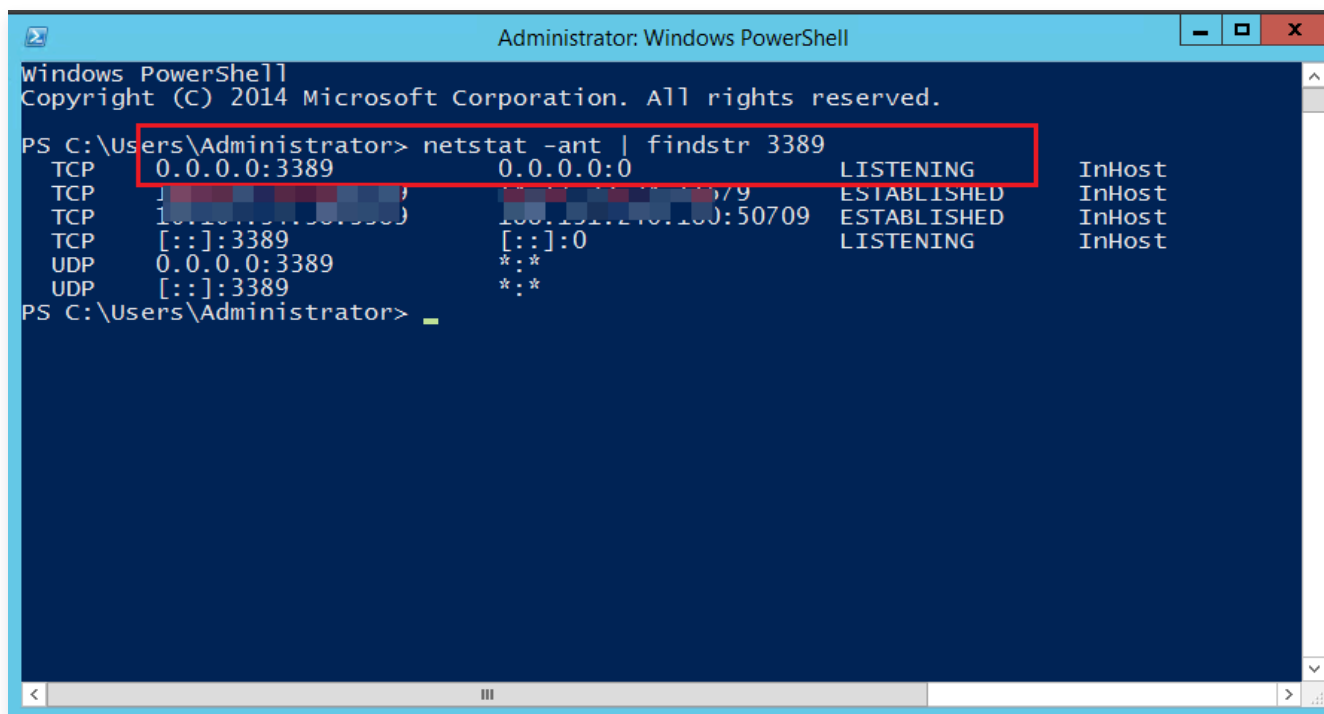 Administrator: Windows PowerShell
Windows PowerShell
Copyright (C) 2014 Microsoft Corporation. All rights reserved.
PS C:\Users\Administrator> netstat -ant | findstr 3389
TCP 0.0.0.0:3389 0.0.0.0:0 LISTENING InHost
TCP ESTABLISHED InHost
TCP ESTABLISHED InHost
TCP [::]:3389 [::]:0 LISTENING InHost
UDP 0.0.0.0:3389 *:*
UDP [::]:3389 *:*
PS C:\Users\Administrator>